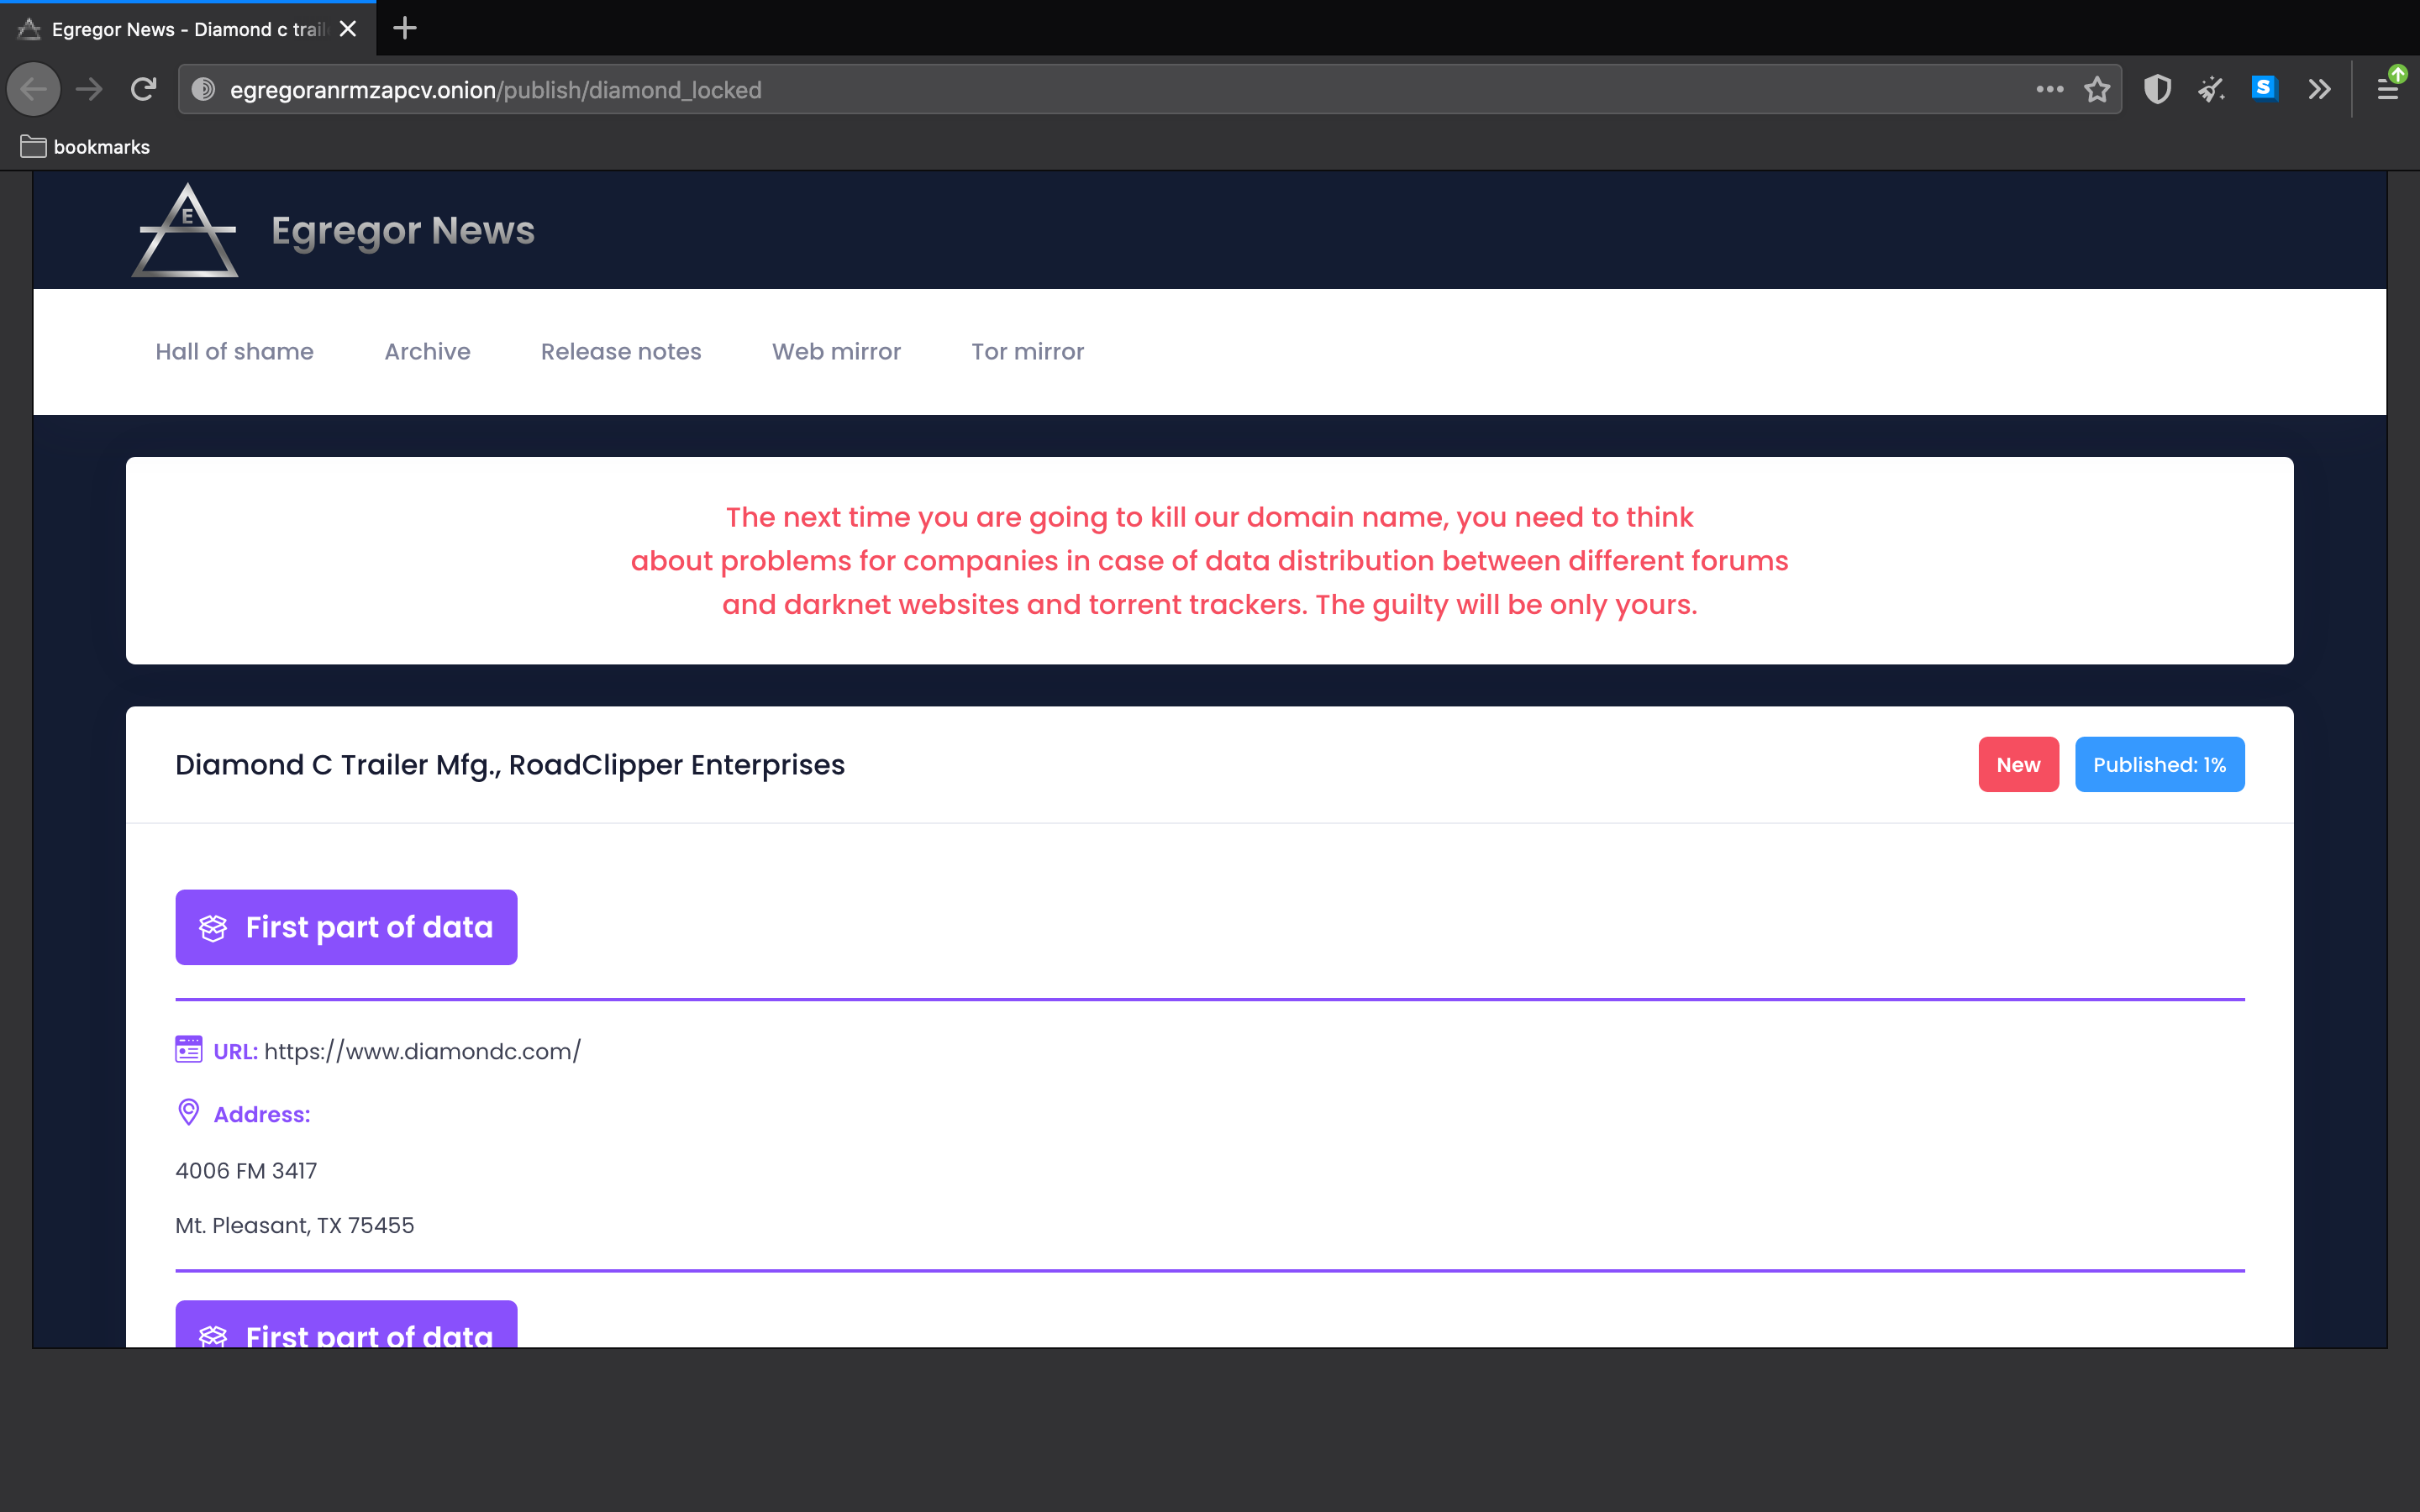 Egregor News - Diamond c trail
egregoranrmzapcv.onion/publish/diamond_locked
S
bookmarks
E
Egregor News
Hall of shame Archive Release notes Web mirror Tor mirror
The next time you are going to kill our domain name, you need to think
about problems for companies in case of data distribution between different forums
and darknet websites and torrent trackers. The guilty will be only yours.
Diamond C Trailer Mfg., RoadClipper Enterprises
New Published: 1%
First part of data
URL: https://www.diamondc.com/
Address:
4006 FM 3417
Mt. Pleasant, TX 75455
First part of data